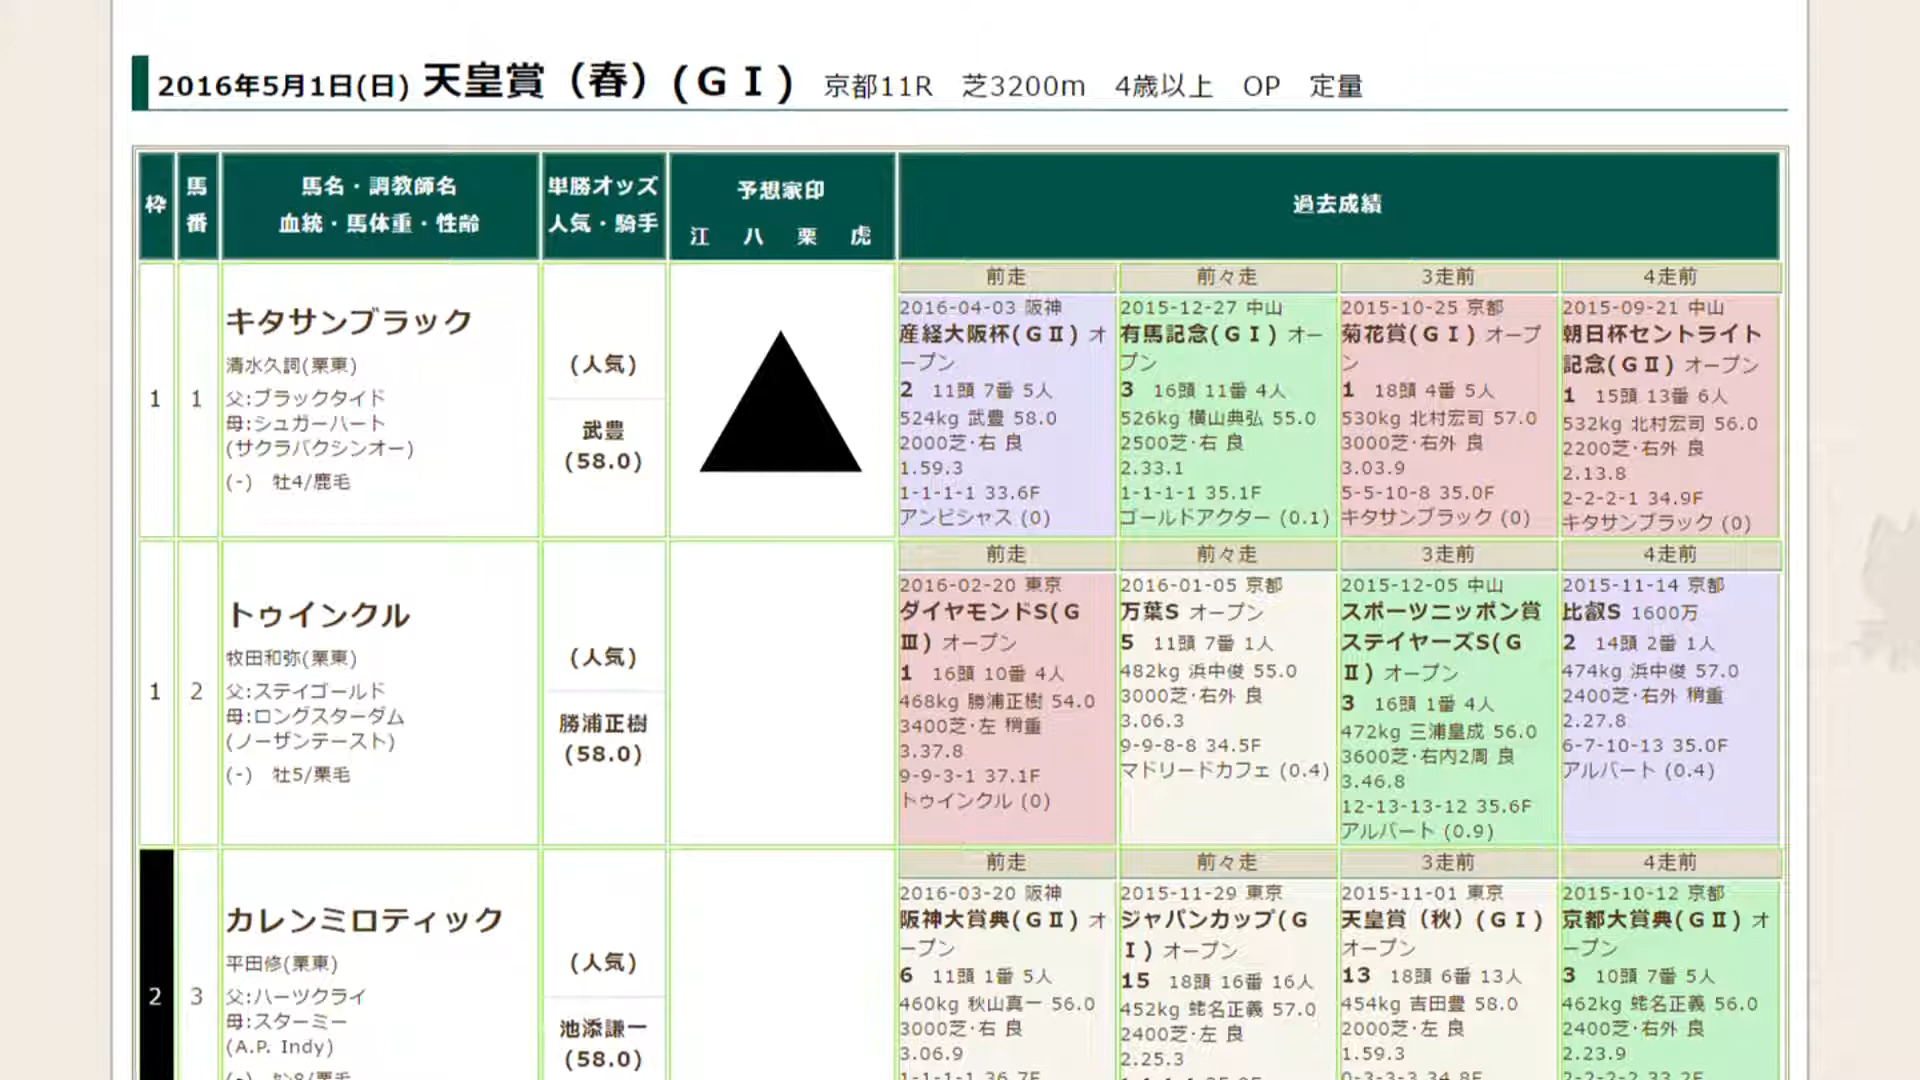 2016年5月1日(日) 天皇賞（春）(ＧⅠ) 京都11R 芝3200m 4歳以上 OP 定量
枠
馬番
馬名・調教師名
血統・馬体重・性齢
単勝オッズ
人気・騎手
予想家印
江 八 栗 虎
過去成績
1
1
キタサンブラック
清水久詞(栗東)
父:ブラックタイド
母:シュガーハート
(サクラバクシンオー)
(-) 牡4/鹿毛
(人気)
武豊
(58.0)
▲
前走
2016-04-03 阪神
産経大阪杯(ＧⅡ) オ
ープン
2 11頭 7番 5人
524kg 武豊 58.0
2000芝･右 良
1.59.3
1-1-1-1 33.6F
アンビシャス (0)
前々走
2015-12-27 中山
有馬記念(ＧⅠ) オー
プン
3 16頭 11番 4人
526kg 横山典弘 55.0
2500芝･右 良
2.33.1
1-1-1-1 35.1F
ゴールドアクター (0.1)
3走前
2015-10-25 京都
菊花賞(ＧⅠ) オープ
ン
1 18頭 4番 5人
530kg 北村宏司 57.0
3000芝･右外 良
3.03.9
5-5-10-8 35.0F
キタサンブラック (0)
4走前
2015-09-21 中山
朝日杯セントライト
記念(ＧⅡ) オープン
1 15頭 13番 6人
532kg 北村宏司 56.0
2200芝･右外 良
2.13.8
2-2-2-1 34.9F
キタサンブラック (0)
1
2
トゥインクル
牧田和弥(栗東)
父:ステイゴールド
母:ロングスターダム
(ノーザンテースト)
(-) 牡5/栗毛
(人気)
勝浦正樹
(58.0)
前走
2016-02-20 東京
ダイヤモンドS(Ｇ
Ⅲ) オープン
1 16頭 10番 4人
468kg 勝浦正樹 54.0
3400芝･左 稍重
3.37.8
9-9-3-1 37.1F
トゥインクル (0)
前々走
2016-01-05 京都
万葉S オープン
5 11頭 7番 1人
482kg 浜中俊 55.0
3000芝･右外 良
3.06.3
9-9-8-8 34.5F
マドリードカフェ (0.4)
3走前
2015-12-05 中山
スポーツニッポン賞
ステイヤーズS(Ｇ
Ⅱ) オープン
3 16頭 1番 4人
472kg 三浦皇成 56.0
3600芝･右内2周 良
3.46.8
12-13-13-12 35.6F
アルバート (0.9)
4走前
2015-11-14 京都
比叡S 1600万
2 14頭 2番 1人
474kg 浜中俊 57.0
2400芝･右外 稍重
2.27.8
6-7-10-13 35.0F
アルバート (0.4)
2
3
カレンミロティック
平田修(栗東)
父:ハーツクライ
母:スターミー
(A.P. Indy)
(-) セン8/栗毛
(人気)
池添謙一
(58.0)
前走
2016-03-20 阪神
阪神大賞典(ＧⅡ) オ
ープン
6 11頭 1番 5人
460kg 秋山真一 56.0
3000芝･右 良
3.06.9
1-1-1-1 36.7F
前々走
2015-11-29 東京
ジャパンカップ(Ｇ
Ⅰ) オープン
15 18頭 16番 16人
452kg 蛯名正義 57.0
2400芝･左 良
2.25.3
3走前
2015-11-01 東京
天皇賞（秋）(ＧⅠ)
オープン
13 18頭 6番 13人
454kg 吉田豊 58.0
2000芝･左 良
1.59.3
0-3-3-3 34.8F
4走前
2015-10-12 京都
京都大賞典(ＧⅡ) オ
ープン
3 10頭 7番 5人
462kg 蛯名正義 56.0
2400芝･右外 良
2.23.9
2-2-2-2 33.2F